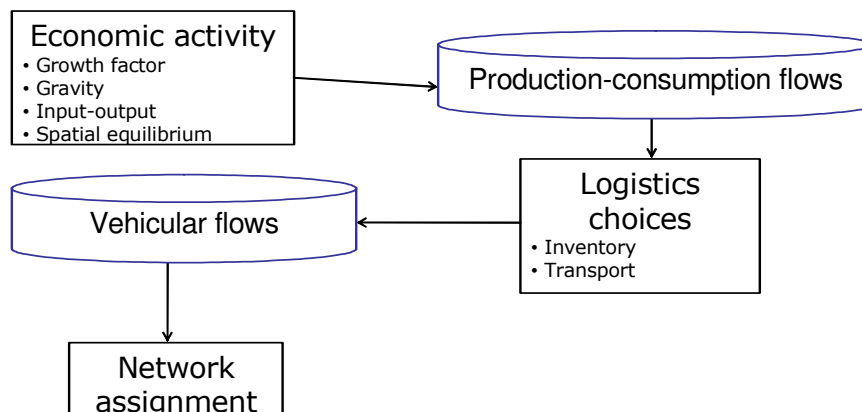 Economic activity
• Growth factor
• Gravity
• Input-output
• Spatial equilibrium
Production-consumption flows
Logistics
choices
• Inventory
• Transport
Vehicular flows
Network
assignment